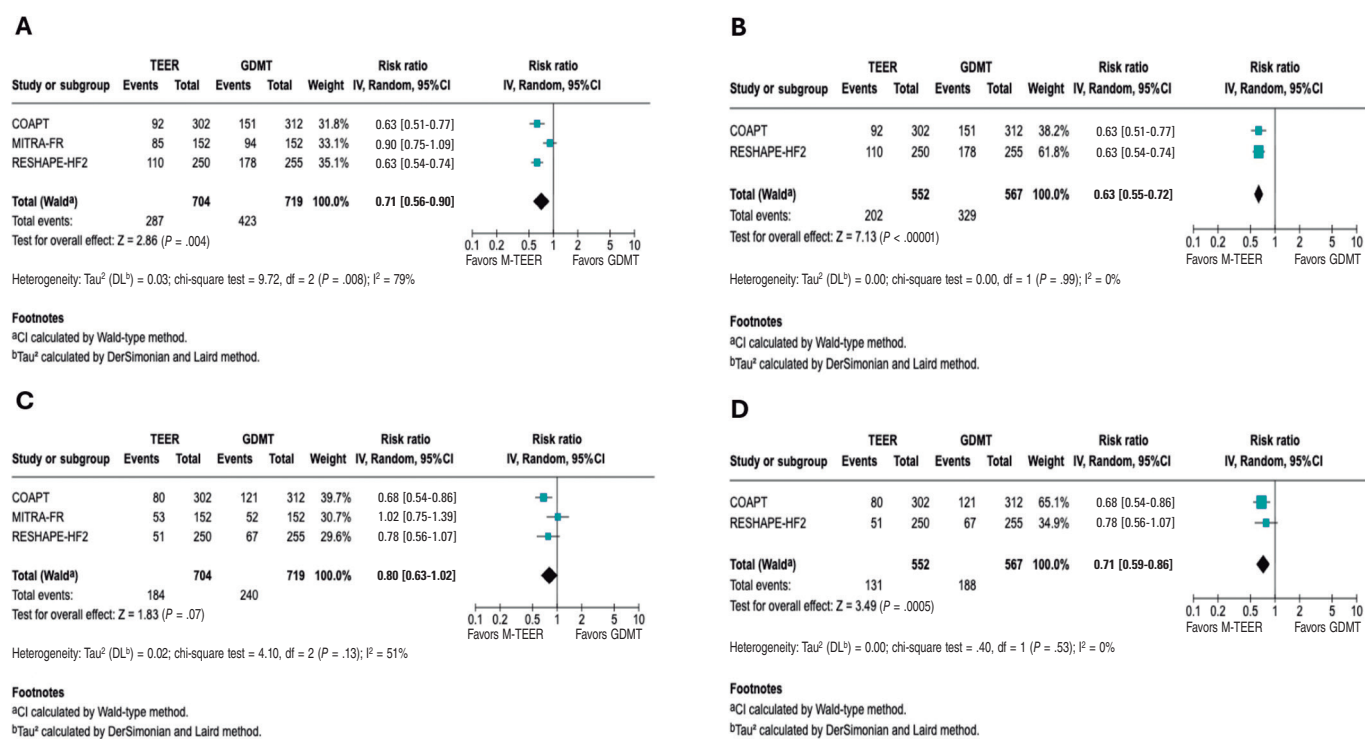 A
TEER GDMT Risk ratio Risk ratio
Study or subgroup Events Total Events Total Weight IV, Random, 95%CI IV, Random, 95%CI
COAPT 92 302 151 312 31.8% 0.63 [0.51-0.77]
MITRA-FR 85 152 94 152 33.1% 0.90 [0.75-1.09]
RESHAPE-HF2 110 250 178 255 35.1% 0.63 [0.54-0.74]
Total (Waldᵃ) 704 719 100.0% 0.71 [0.56-0.90]
Total events: 287 423
Test for overall effect: Z = 2.86 (P = .004)
0.1 0.2 0.5 1 2 5 10
Favors M-TEER Favors GDMT
Heterogeneity: Tau² (DLᵇ) = 0.03; chi-square test = 9.72, df = 2 (P = .008); I² = 79%
Footnotes
ᵃCI calculated by Wald-type method.
ᵇTau² calculated by DerSimonian and Laird method.
B
TEER GDMT Risk ratio Risk ratio
Study or subgroup Events Total Events Total Weight IV, Random, 95%CI IV, Random, 95%CI
COAPT 92 302 151 312 38.2% 0.63 [0.51-0.77]
RESHAPE-HF2 110 250 178 255 61.8% 0.63 [0.54-0.74]
Total (Waldᵃ) 552 567 100.0% 0.63 [0.55-0.72]
Total events: 202 329
Test for overall effect: Z = 7.13 (P < .00001)
0.1 0.2 0.5 1 2 5 10
Favors M-TEER Favors GDMT
Heterogeneity: Tau² (DLᵇ) = 0.00; chi-square test = 0.00, df = 1 (P = .99); I² = 0%
Footnotes
ᵃCI calculated by Wald-type method.
ᵇTau² calculated by DerSimonian and Laird method.
C
TEER GDMT Risk ratio Risk ratio
Study or subgroup Events Total Events Total Weight IV, Random, 95%CI IV, Random, 95%CI
COAPT 80 302 121 312 39.7% 0.68 [0.54-0.86]
MITRA-FR 53 152 52 152 30.7% 1.02 [0.75-1.39]
RESHAPE-HF2 51 250 67 255 29.6% 0.78 [0.56-1.07]
Total (Waldᵃ) 704 719 100.0% 0.80 [0.63-1.02]
Total events: 184 240
Test for overall effect: Z = 1.83 (P = .07)
0.1 0.2 0.5 1 2 5 10
Favors M-TEER Favors GDMT
Heterogeneity: Tau² (DLᵇ) = 0.02; chi-square test = 4.10, df = 2 (P = .13); I² = 51%
Footnotes
ᵃCI calculated by Wald-type method.
ᵇTau² calculated by DerSimonian and Laird method.
D
TEER GDMT Risk ratio Risk ratio
Study or subgroup Events Total Events Total Weight IV, Random, 95%CI IV, Random, 95%CI
COAPT 80 302 121 312 65.1% 0.68 [0.54-0.86]
RESHAPE-HF2 51 250 67 255 34.9% 0.78 [0.56-1.07]
Total (Waldᵃ) 552 567 100.0% 0.71 [0.59-0.86]
Total events: 131 188
Test for overall effect: Z = 3.49 (P = .0005)
0.1 0.2 0.5 1 2 5 10
Favors M-TEER Favors GDMT
Heterogeneity: Tau² (DLᵇ) = 0.00; chi-square test = .40, df = 1 (P = .53); I² = 0%
Footnotes
ᵃCI calculated by Wald-type method.
ᵇTau² calculated by DerSimonian and Laird method.